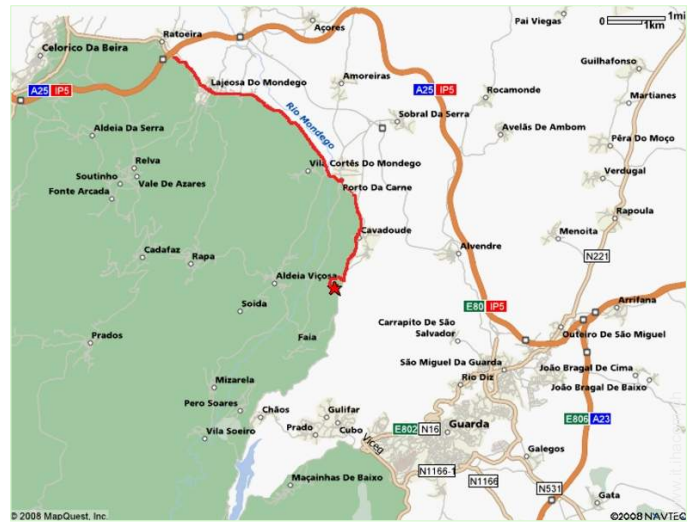 Ratoeira
Açores
Pai Viegas
0 1mi
1km
Celorico Da Beira
Guilhafonso
Lajeosa Do Mondego
Amoreiras
A25 IP5
A25 IP5
Rocamonde
Martianes
Rio Mondego
Sobral Da Serra
Aldeia Da Serra
Avelãs De Ambom
Pêra Do Moço
Relva
Vila Cortês Do Mondego
Soutinho
Vale De Azares
Verdugal
Fonte Arcada
Porto Da Carne
Rapoula
Cavadoude
Menoita
Alvendre
Cadafaz
Rapa
N221
Aldeia Viçosa
Arrifana
Soida
E80 IP5
Carrapito De São
Salvador
Outeiro De São Miguel
Prados
Faia
São Miguel Da Guarda
João Bragal De Cima
Rio Diz
João Bragal De Baixo
Mizarela
Pero Soares
Chãos
Gulifar
E806 A23
Prado
Cubo
E802 N16
Guarda
Vila Soeiro
Viceg
Galegos
N1166-1
Maçainhas De Baixo
N1166
N531
Gata
© 2008 MapQuest, Inc.
©2008 NAVTEQ